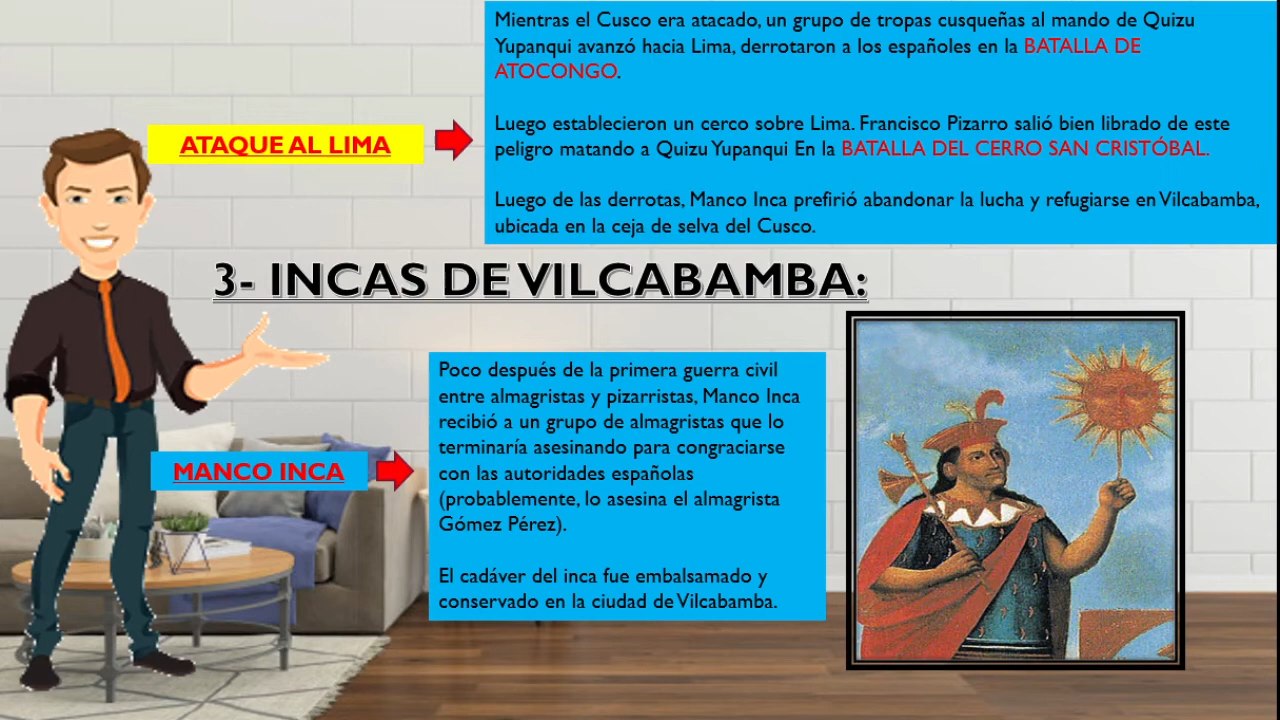 Mientras el Cusco era atacado, un grupo de tropas cusqueñas al mando de Quizu
Yupanqui avanzó hacia Lima, derrotaron a los españoles en la BATALLA DE
ATOCONGO.
Luego establecieron un cerco sobre Lima. Francisco Pizarro salió bien librado de este
peligro matando a Quizu Yupanqui En la BATALLA DEL CERRO SAN CRISTÓBAL.
Luego de las derrotas, Manco Inca prefirió abandonar la lucha y refugiarse en Vilcabamba,
ubicada en la ceja de selva del Cusco.
ATAQUE AL LIMA
3- INCAS DE VILCABAMBA:
MANCO INCA
Poco después de la primera guerra civil
entre almagristas y pizarristas, Manco Inca
recibió a un grupo de almagristas que lo
terminaría asesinando para congraciarse
con las autoridades españolas
(probablemente, lo asesina el almagrista
Gómez Pérez).
El cadáver del inca fue embalsamado y
conservado en la ciudad de Vilcabamba.